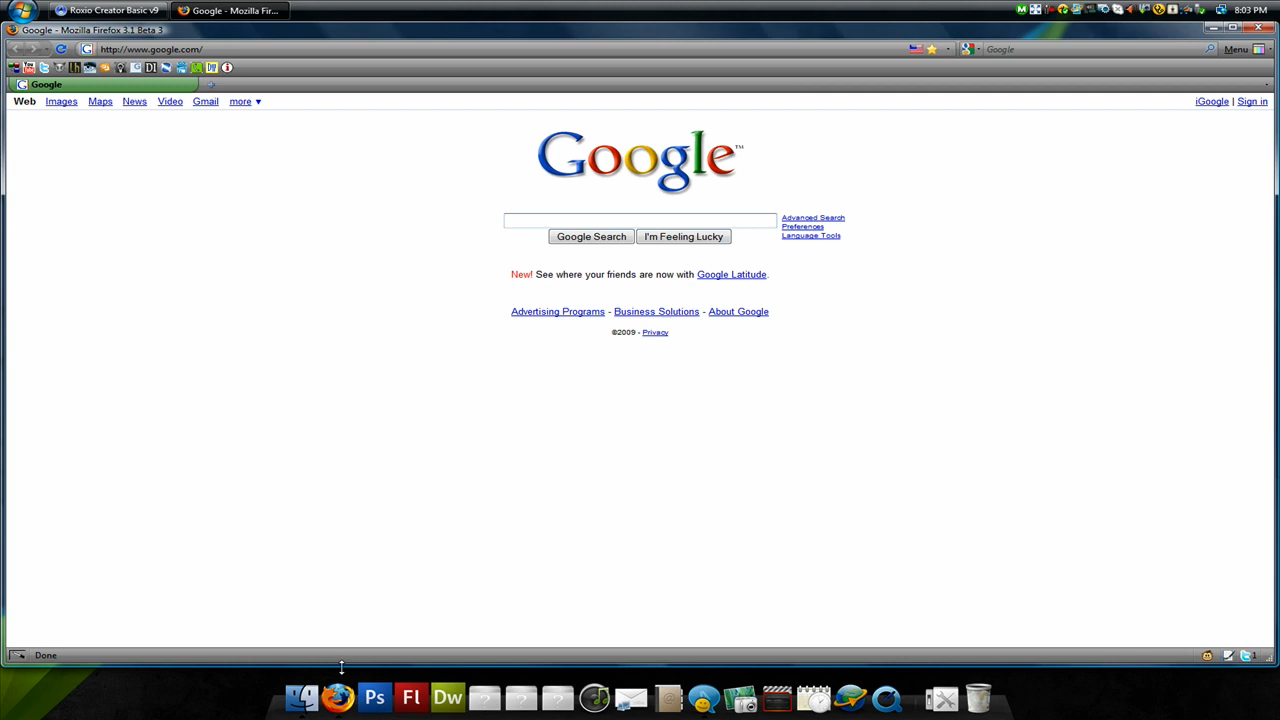 Roxio Creator Basic v9
Google - Mozilla Fir...
8:03 PM
Google - Mozilla Firefox 3.1 Beta 3
http://www.google.com/
Google
Menu
Google
Web Images Maps News Video Gmail more ▼
iGoogle | Sign in
Google™
Advanced Search
Preferences
Language Tools
Google Search
I'm Feeling Lucky
New! See where your friends are now with Google Latitude.
Advertising Programs - Business Solutions - About Google
©2009 - Privacy
Done
1
Ps
Fl
Dw
?
?
?